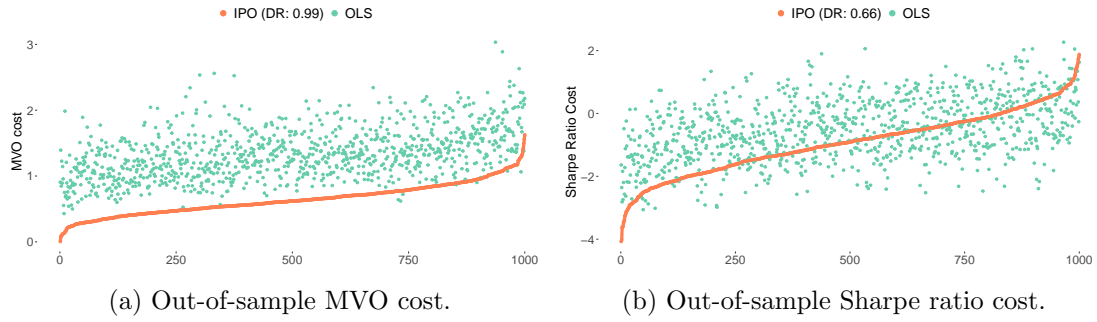 IPO (DR: 0.99) OLS
MVO cost
3
2
1
0
0 250 500 750 1000
(a) Out-of-sample MVO cost.
IPO (DR: 0.66) OLS
Sharpe Ratio Cost
2
0
−2
−4
0 250 500 750 1000
(b) Out-of-sample Sharpe ratio cost.